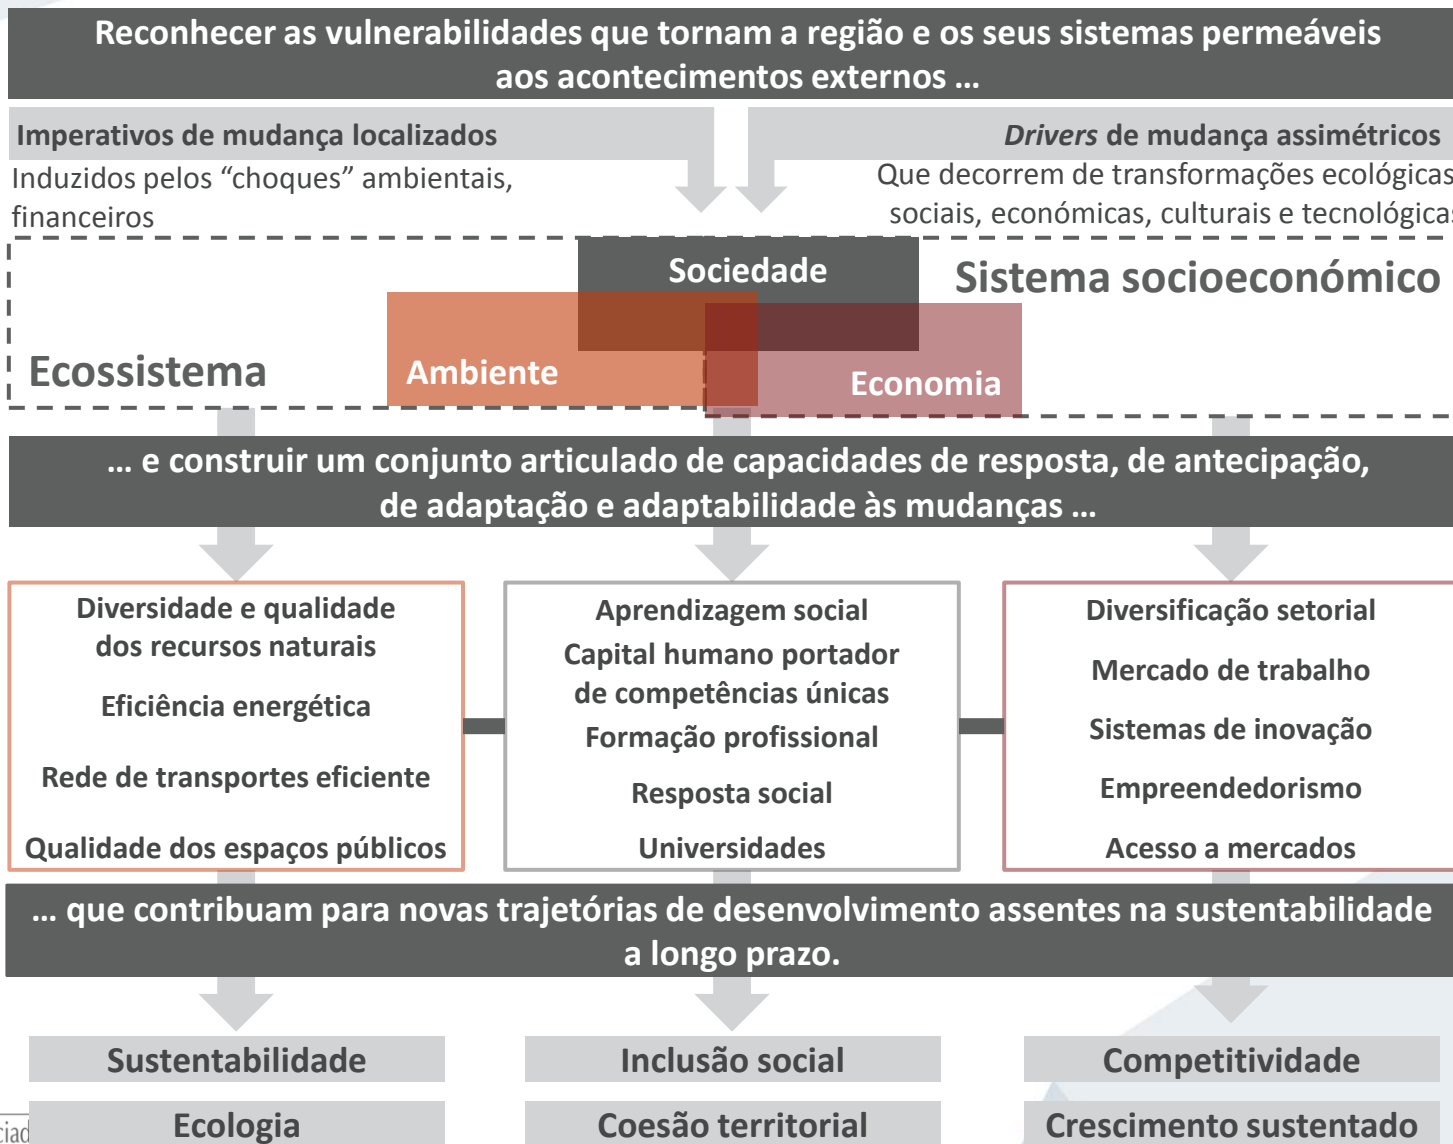 Reconhecer as vulnerabilidades que tornam a região e os seus sistemas permeáveis
aos acontecimentos externos ...
Imperativos de mudança localizados
Induzidos pelos “choques” ambientais,
financeiros
Drivers de mudança assimétricos
Que decorrem de transformações ecológicas
sociais, económicas, culturais e tecnológicas
Sociedade
Sistema socioeconómico
Ecossistema
Ambiente
Economia
... e construir um conjunto articulado de capacidades de resposta, de antecipação,
de adaptação e adaptabilidade às mudanças ...
Diversidade e qualidade
dos recursos naturais
Eficiência energética
Rede de transportes eficiente
Qualidade dos espaços públicos
Aprendizagem social
Capital humano portador
de competências únicas
Formação profissional
Resposta social
Universidades
Diversificação setorial
Mercado de trabalho
Sistemas de inovação
Empreendedorismo
Acesso a mercados
... que contribuam para novas trajetórias de desenvolvimento assentes na sustentabilidade
a longo prazo.
Sustentabilidade
Inclusão social
Competitividade
Ecologia
Coesão territorial
Crescimento sustentado